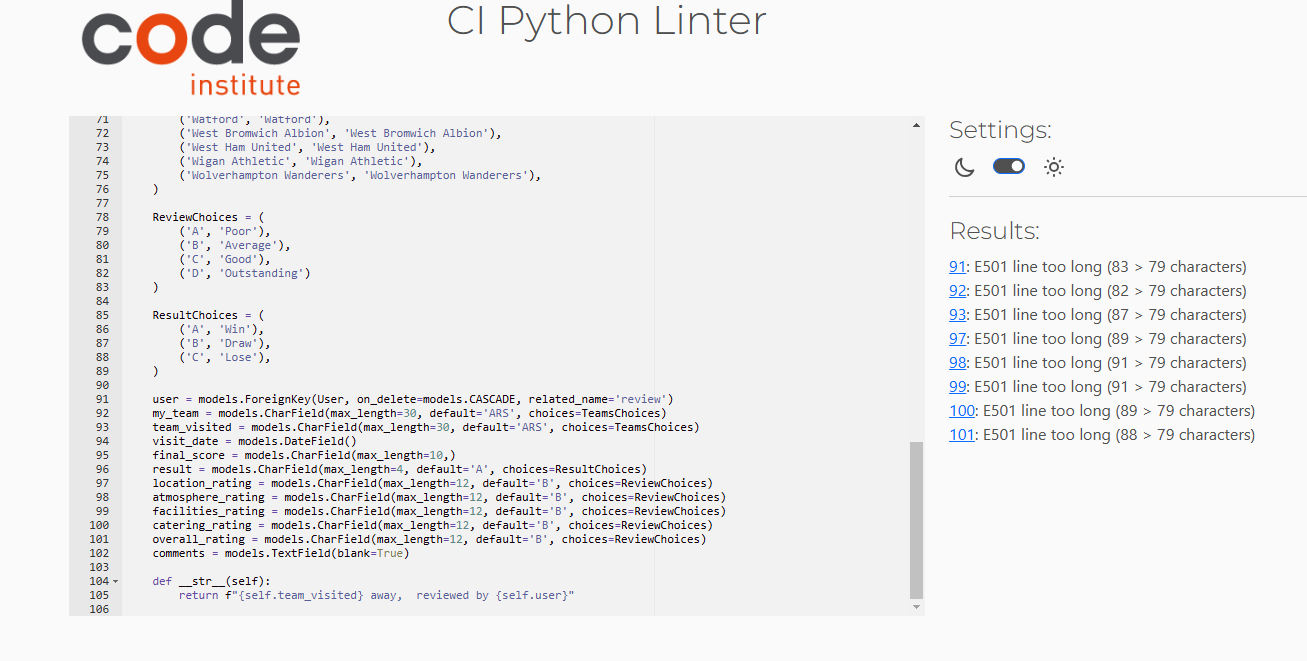 code
institute
CI Python Linter
71 ('Watford', 'Watford'),
72 ('West Bromwich Albion', 'West Bromwich Albion'),
73 ('West Ham United', 'West Ham United'),
74 ('Wigan Athletic', 'Wigan Athletic'),
75 ('Wolverhampton Wanderers', 'Wolverhampton Wanderers'),
76 )
77
78 ReviewChoices = (
79 ('A', 'Poor'),
80 ('B', 'Average'),
81 ('C', 'Good'),
82 ('D', 'Outstanding')
83 )
84
85 ResultChoices = (
86 ('A', 'Win'),
87 ('B', 'Draw'),
88 ('C', 'Lose'),
89 )
90
91 user = models.ForeignKey(User, on_delete=models.CASCADE, related_name='review')
92 my_team = models.CharField(max_length=30, default='ARS', choices=TeamsChoices)
93 team_visited = models.CharField(max_length=30, default='ARS', choices=TeamsChoices)
94 visit_date = models.DateField()
95 final_score = models.CharField(max_length=10,)
96 result = models.CharField(max_length=4, default='A', choices=ResultChoices)
97 location_rating = models.CharField(max_length=12, default='B', choices=ReviewChoices)
98 atmosphere_rating = models.CharField(max_length=12, default='B', choices=ReviewChoices)
99 facilities_rating = models.CharField(max_length=12, default='B', choices=ReviewChoices)
100 catering_rating = models.CharField(max_length=12, default='B', choices=ReviewChoices)
101 overall_rating = models.CharField(max_length=12, default='B', choices=ReviewChoices)
102 comments = models.TextField(blank=True)
103
104 def __str__(self):
105 return f"{self.team_visited} away,  reviewed by {self.user}"
106
Settings:
Results:
91: E501 line too long (83 > 79 characters)
92: E501 line too long (82 > 79 characters)
93: E501 line too long (87 > 79 characters)
97: E501 line too long (89 > 79 characters)
98: E501 line too long (91 > 79 characters)
99: E501 line too long (91 > 79 characters)
100: E501 line too long (89 > 79 characters)
101: E501 line too long (88 > 79 characters)